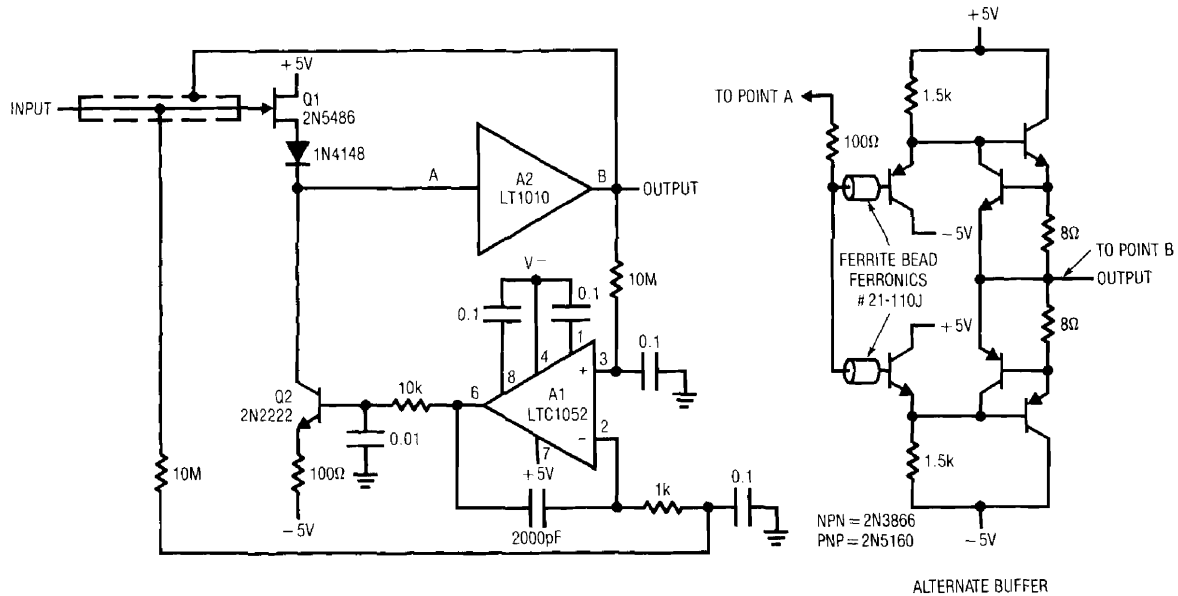 +5V
INPUT
Q1
2N5486
1N4148
A
A2
LT1010
B
OUTPUT
10M
V−
0.1
0.1
8
4
1
3
+
0.1
6
A1
LTC1052
−
2
7
+5V
10k
Q2
2N2222
0.01
100Ω
−5V
10M
2000pF
1k
0.1
+5V
TO POINT A
1.5k
100Ω
−5V
8Ω
FERRITE BEAD
FERRONICS
#21-110J
TO POINT B
OUTPUT
+5V
8Ω
1.5k
NPN = 2N3866
PNP = 2N5160
−5V
ALTERNATE BUFFER